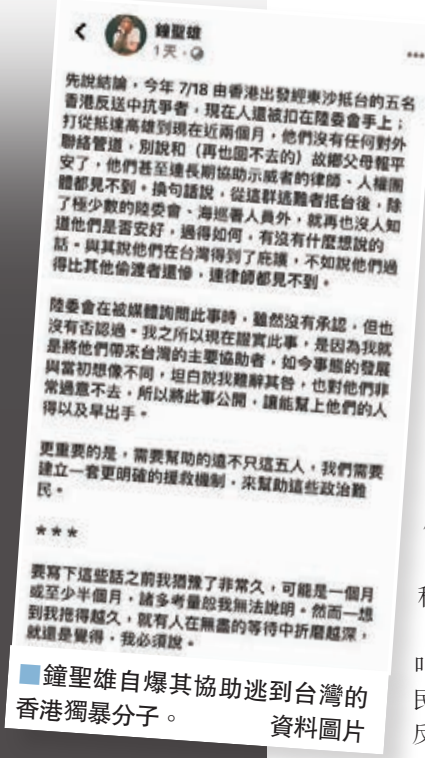 鐘聖雄
1天 ·
先說結論，今年 7/18 由香港出發經東沙抵台的五名
香港反送中抗爭者，現在人還被扣在陸委會手上；
打從抵達高雄到現在近兩個月，他們沒有任何對外
聯絡管道，別說和（再也回不去的）故鄉父母報平
安了，他們甚至連長期協助示威者的律師、人權團
體都見不到。換句話說，從這群逃難者抵台後，除
了極少數的陸委會、海巡署人員外，就再也沒人知
道他們是否安好，過得如何，有沒有什麼想說的
話。與其說他們在台灣得到了庇護，不如說他們過
得比其他偷渡者還慘，連律師都見不到。
陸委會在被媒體詢問此事時，雖然沒有承認，但也
沒有否認過。我之所以現在證實此事，是因為我就
是將他們帶來台灣的主要協助者，如今事態的發展
與當初想像不同，坦白說我難辭其咎，也對他們非
常過意不去，所以將此事公開，讓能幫上他們的人
得以及早出手。
更重要的是，需要幫助的遠不只這五人，我們需要
建立一套更明確的援救機制，來幫助這些政治難
民。
***
要寫下這些話之前我猶豫了非常久，可能是一個月
或至少半個月，諸多考量恕我無法說明。然而一想
到我拖得越久，就有人在無盡的等待中折磨越深，
就還是覺得，我必須說。
■鐘聖雄自爆其協助逃到台灣的
香港獨暴分子。 資料圖片
民
反